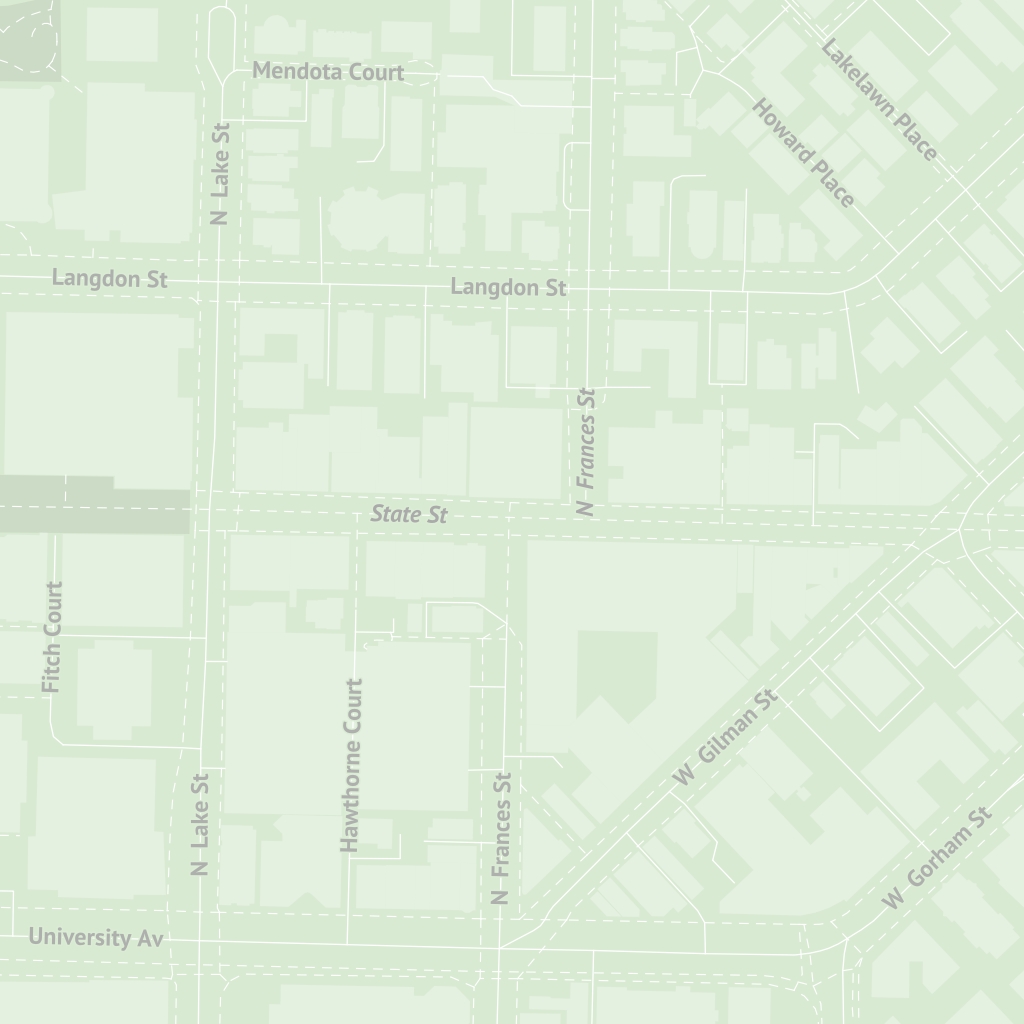 Mendota Court
Lakelawn Place
Howard Place
N Lake St
Langdon St
Langdon St
N Frances St
State St
Fitch Court
Hawthorne Court
W Gilman St
N Lake St
N Frances St
W Gorham St
University Av